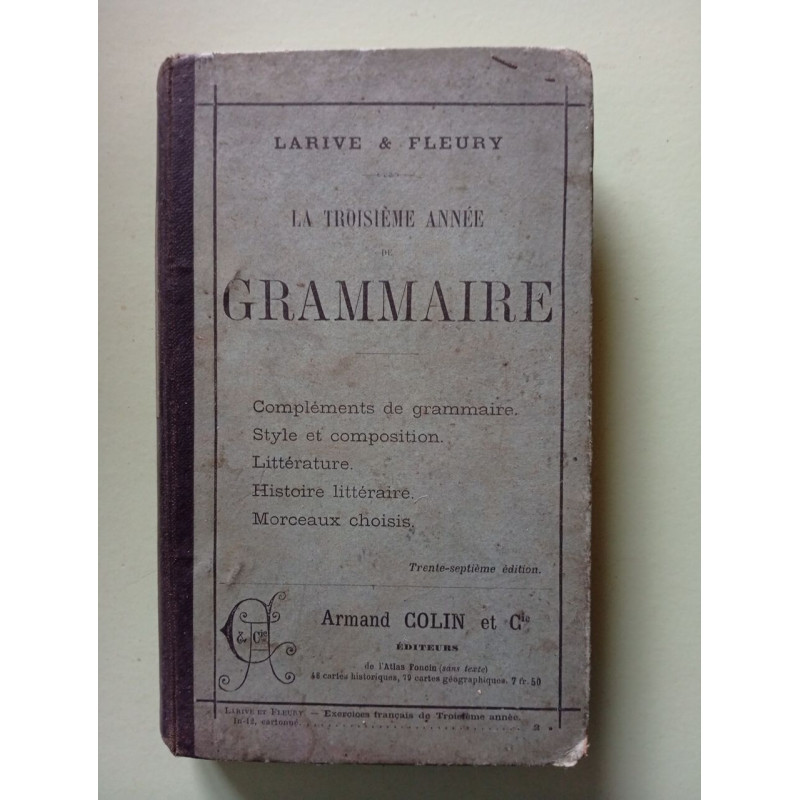 LARIVE & FLEURY
LA TROISIÈME ANNÉE
DE
GRAMMAIRE
Compléments de grammaire.
Style et composition.
Littérature.
Histoire littéraire.
Morceaux choisis.
Trente-septième édition.
A & Cie
Armand COLIN et Cie
ÉDITEURS
de l'Atlas Foncin (sans texte)
48 cartes historiques, 79 cartes géographiques. 7 fr. 50
LARIVE ET FLEURY. — Exercices français de Troisième année.
In-12, cartonné. . . . . . . . . . . . . . . . . . . . . . . . . . 2 »